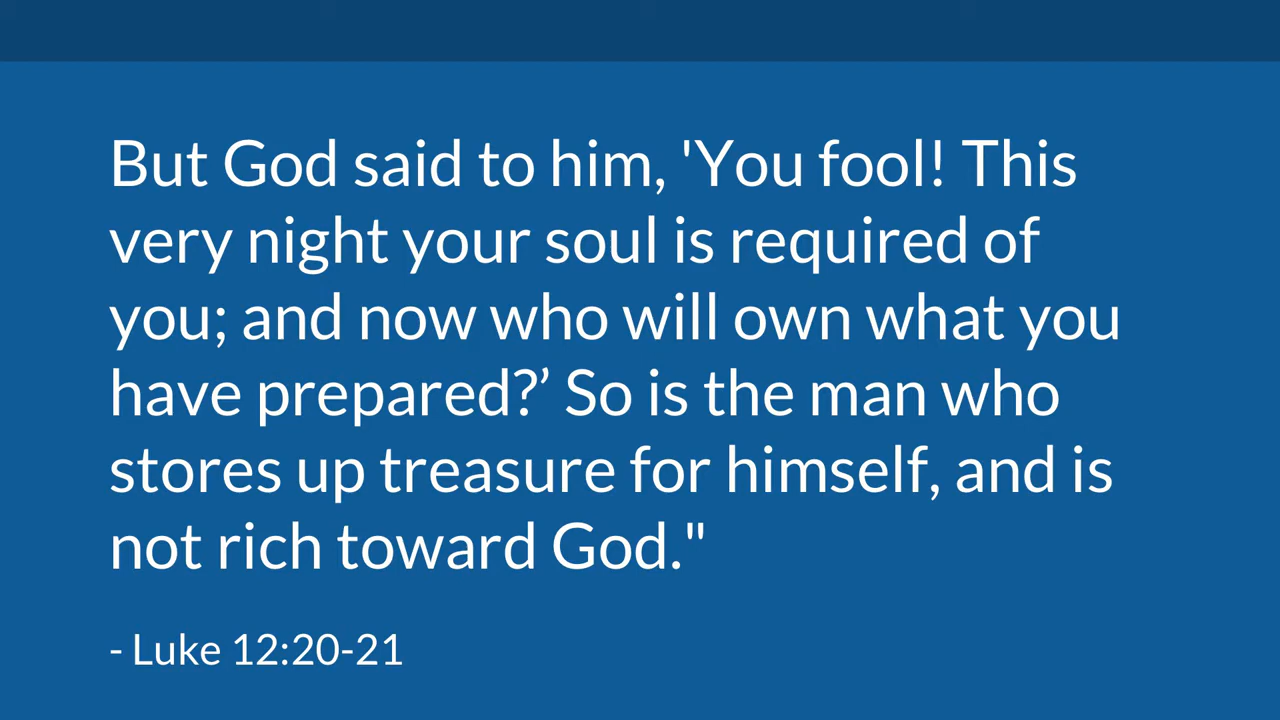 But God said to him, 'You fool! This
very night your soul is required of
you; and now who will own what you
have prepared?’ So is the man who
stores up treasure for himself, and is
not rich toward God."
- Luke 12:20-21